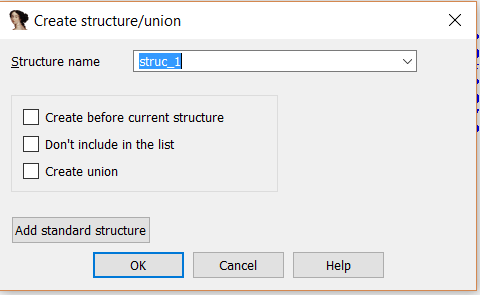 Create structure/union
Structure name struc_1
Create before current structure
Don't include in the list
Create union
Add standard structure
OK Cancel Help